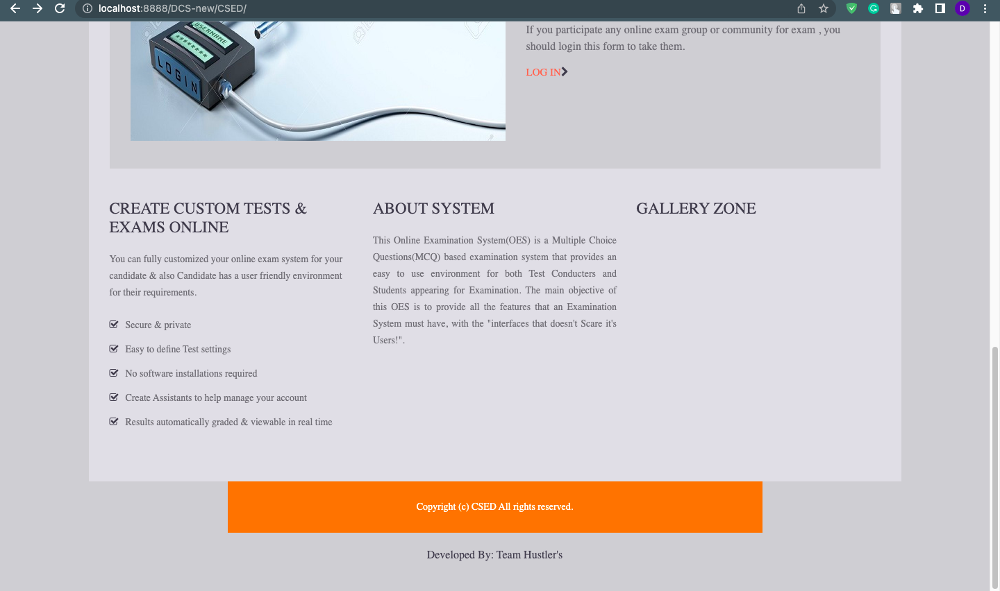 localhost:8888/DCS-new/CSED/
D
USERNAME
********
LOGIN
If you participate any online exam group or community for exam , you
should login this form to take them.
LOG IN
CREATE CUSTOM TESTS &
EXAMS ONLINE
You can fully customized your online exam system for your
candidate & also Candidate has a user friendly environment
for their requirements.
Secure & private
Easy to define Test settings
No software installations required
Create Assistants to help manage your account
Results automatically graded & viewable in real time
ABOUT SYSTEM
This Online Examination System(OES) is a Multiple Choice
Questions(MCQ) based examination system that provides an
easy to use environment for both Test Conducters and
Students appearing for Examination. The main objective of
this OES is to provide all the features that an Examination
System must have, with the "interfaces that doesn't Scare it's
Users!".
GALLERY ZONE
Copyright (c) CSED All rights reserved.
Developed By: Team Hustler's